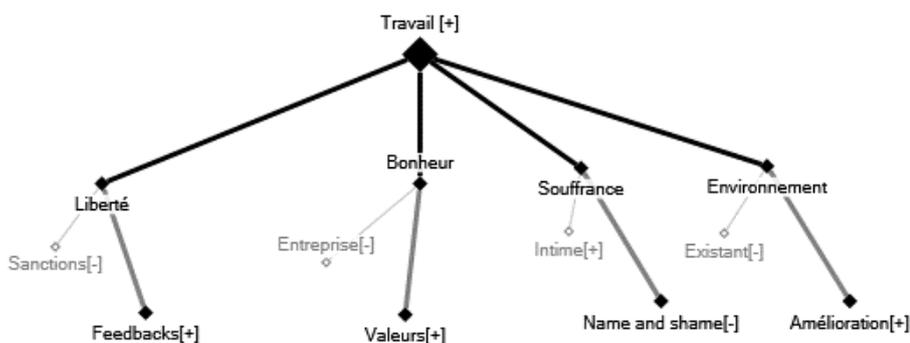 Travail [+]
Bonheur
Souffrance
Environnement
Liberté
Entreprise[-]
Intime[+]
Existant[-]
Sanctions[-]
Feedbacks[+]
Valeurs[+]
Name and shame[-]
Amélioration[+]